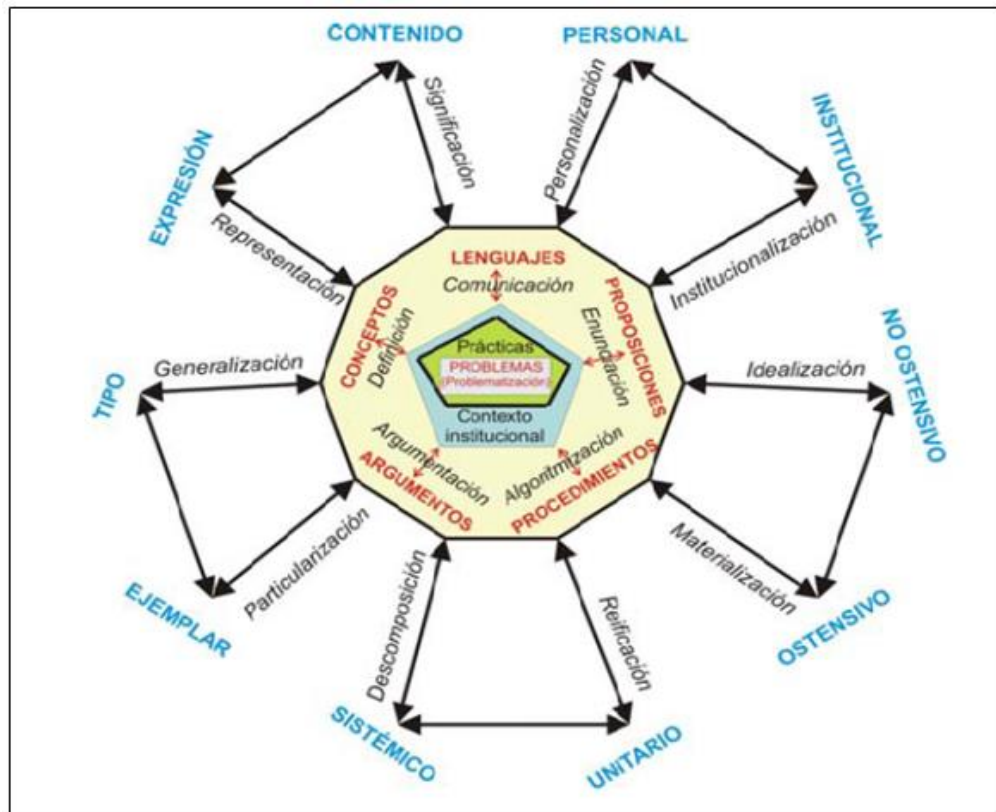 CONTENIDO
PERSONAL
Significación
Personalización
EXPRESIÓN
INSTITUCIONAL
Representación
Institucionalización
LENGUAJES
Comunicación
CONCEPTOS
Definición
PROPOSICIONES
Enundación
Prácticas
PROBLEMAS
(Problematización)
Contexto
institucional
Generalización
Idealización
TIPO
NO OSTENSIVO
Argumentación
ARGUMENTOS
Algoritmización
PROCEDIMIENTOS
Particularización
Materialización
EJEMPLAR
OSTENSIVO
Descomposición
Reificación
SISTÉMICO
UNITARIO